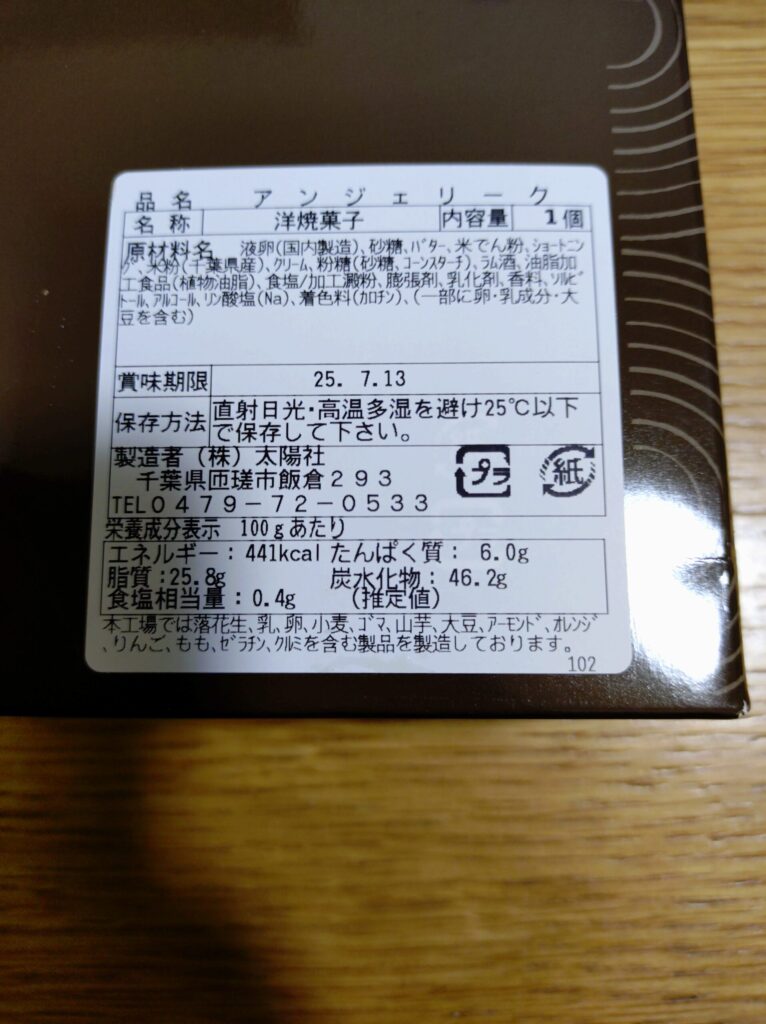 品名 アンジェリーク
名称 洋焼菓子 内容量 1個
原材料名 液卵(国内製造)、砂糖、バター、米でん粉、ショートニン
グ、米粉(千葉県産)、クリーム、粉糖(砂糖、コーンスターチ)、ラム酒、油脂加
工食品(植物油脂)、食塩/加工澱粉、膨張剤、乳化剤、香料、ソルビ
トール、アルコール、リン酸塩(Na)、着色料(カロチン)、(一部に卵・乳成分・大
豆を含む)
賞味期限 25. 7.13
保存方法 直射日光・高温多湿を避け25℃以下
で保存して下さい。
製造者 (株) 太陽社
千葉県匝瑳市飯倉293
TEL0479-72-0533
プラ
紙
栄養成分表示 100gあたり
エネルギー:441kcal たんぱく質: 6.0g
脂質:25.8g 炭水化物:46.2g
食塩相当量:0.4g (推定値)
本工場では落花生、乳、卵、小麦、ゴマ、山芋、大豆、アーモンド、オレンジ
、りんご、もも、ゼラチン、クルミを含む製品を製造しております。
102